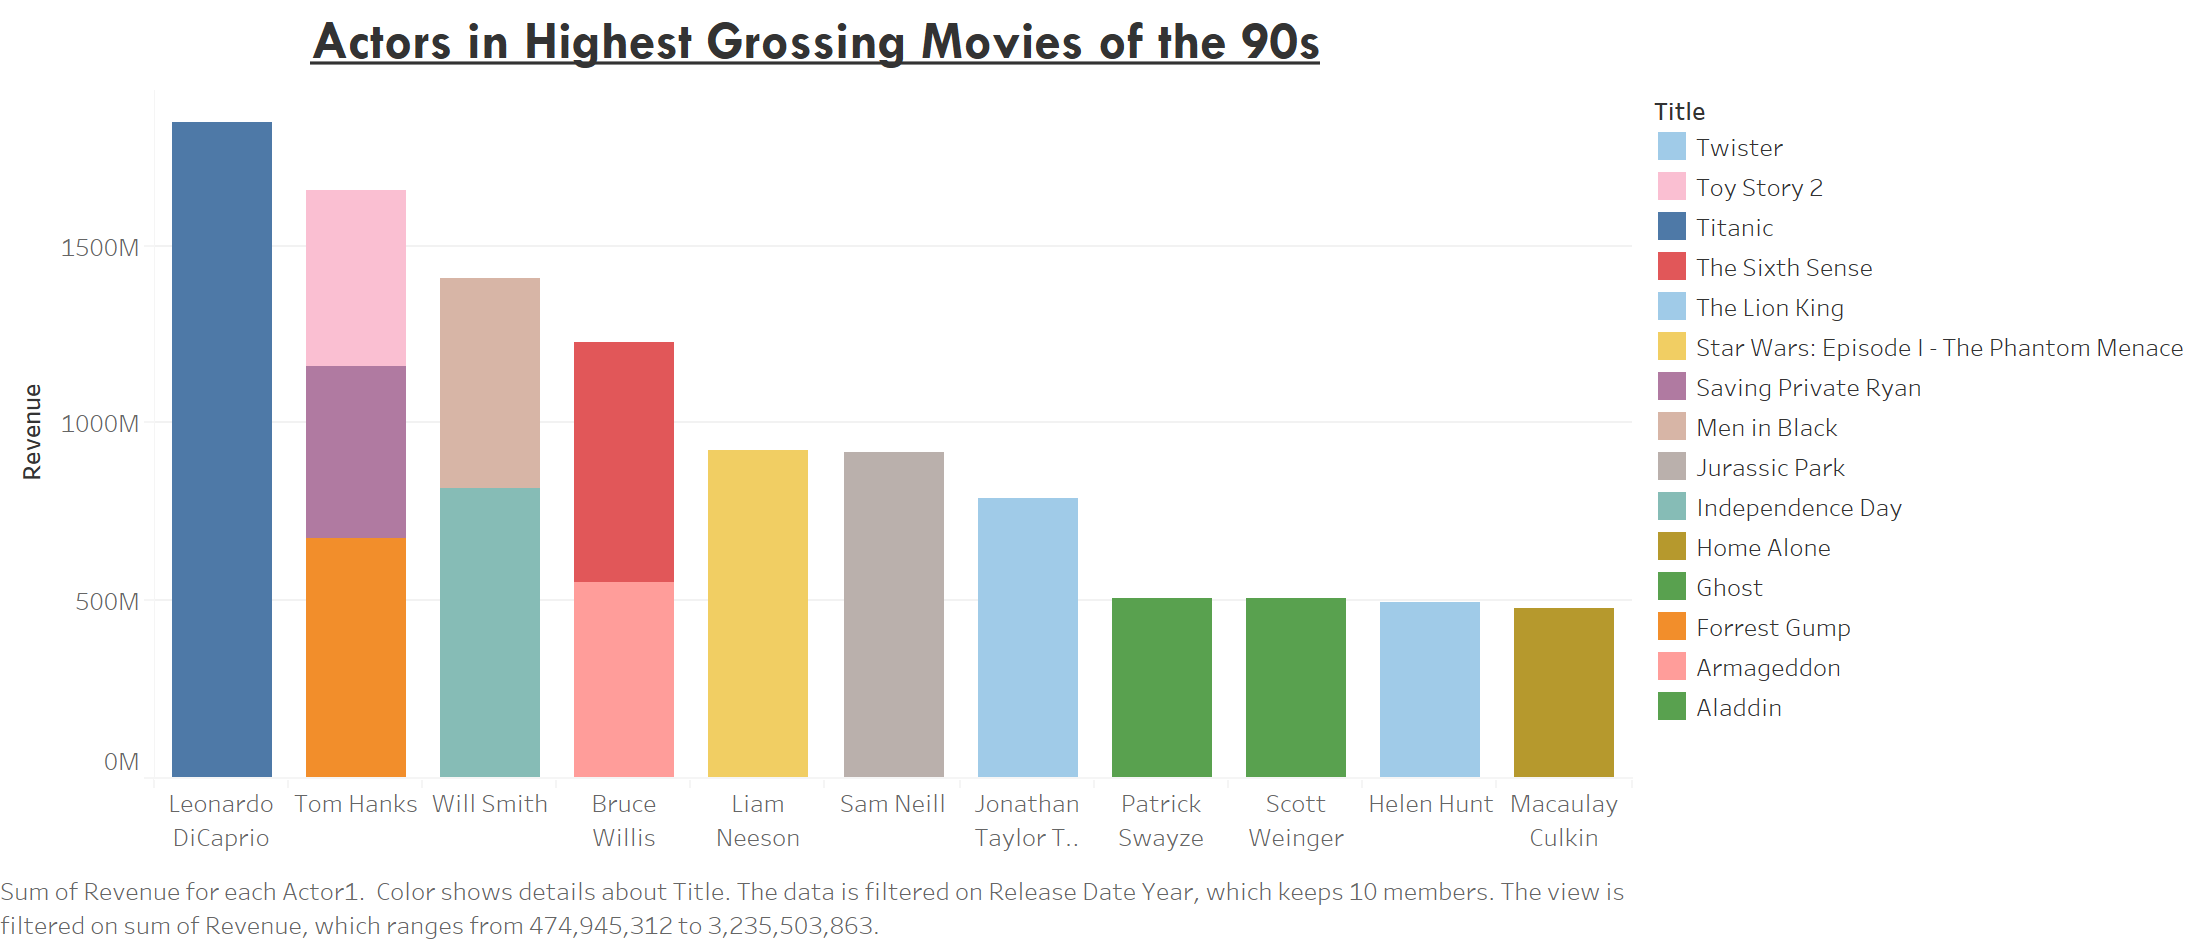 Actors in Highest Grossing Movies of the 90s
Revenue
1500M
1000M
500M
0M
Leonardo DiCaprio
Tom Hanks
Will Smith
Bruce Willis
Liam Neeson
Sam Neill
Jonathan Taylor T..
Patrick Swayze
Scott Weinger
Helen Hunt
Macaulay Culkin
Title
Twister
Toy Story 2
Titanic
The Sixth Sense
The Lion King
Star Wars: Episode I - The Phantom Menace
Saving Private Ryan
Men in Black
Jurassic Park
Independence Day
Home Alone
Ghost
Forrest Gump
Armageddon
Aladdin
Sum of Revenue for each Actor1.  Color shows details about Title. The data is filtered on Release Date Year, which keeps 10 members. The view is
filtered on sum of Revenue, which ranges from 474,945,312 to 3,235,503,863.